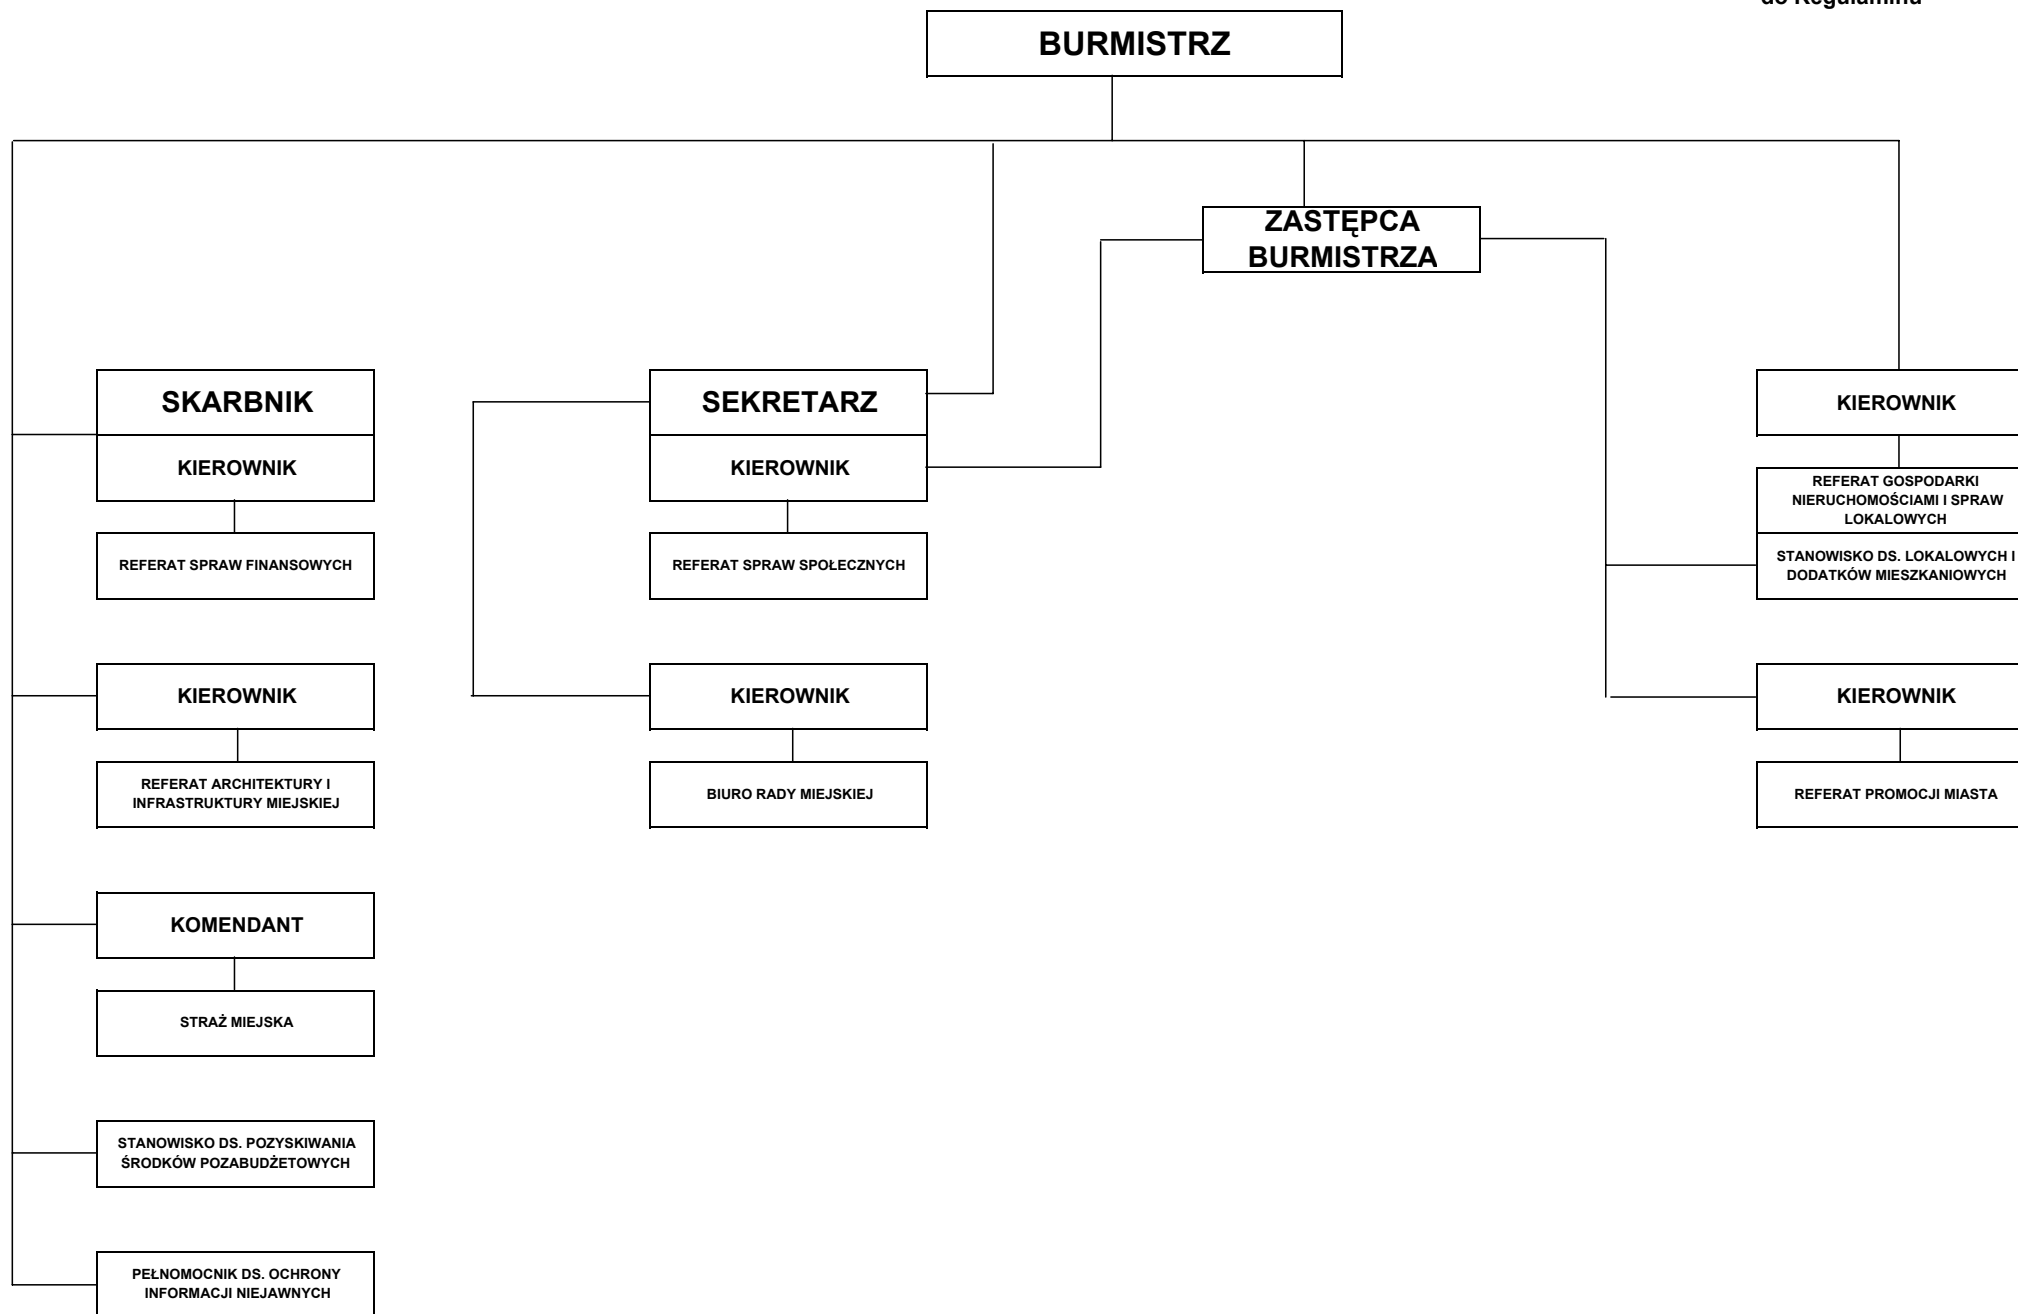 do Regulaminu
BURMISTRZ
ZASTĘPCA
BURMISTRZA
SKARBNIK
KIEROWNIK
REFERAT SPRAW FINANSOWYCH
SEKRETARZ
KIEROWNIK
REFERAT SPRAW SPOŁECZNYCH
KIEROWNIK
REFERAT GOSPODARKI
NIERUCHOMOŚCIAMI I SPRAW
LOKALOWYCH
STANOWISKO DS. LOKALOWYCH I
DODATKÓW MIESZKANIOWYCH
KIEROWNIK
REFERAT ARCHITEKTURY I
INFRASTRUKTURY MIEJSKIEJ
KIEROWNIK
BIURO RADY MIEJSKIEJ
KIEROWNIK
REFERAT PROMOCJI MIASTA
KOMENDANT
STRAŻ MIEJSKA
STANOWISKO DS. POZYSKIWANIA
ŚRODKÓW POZABUDŻETOWYCH
PEŁNOMOCNIK DS. OCHRONY
INFORMACJI NIEJAWNYCH